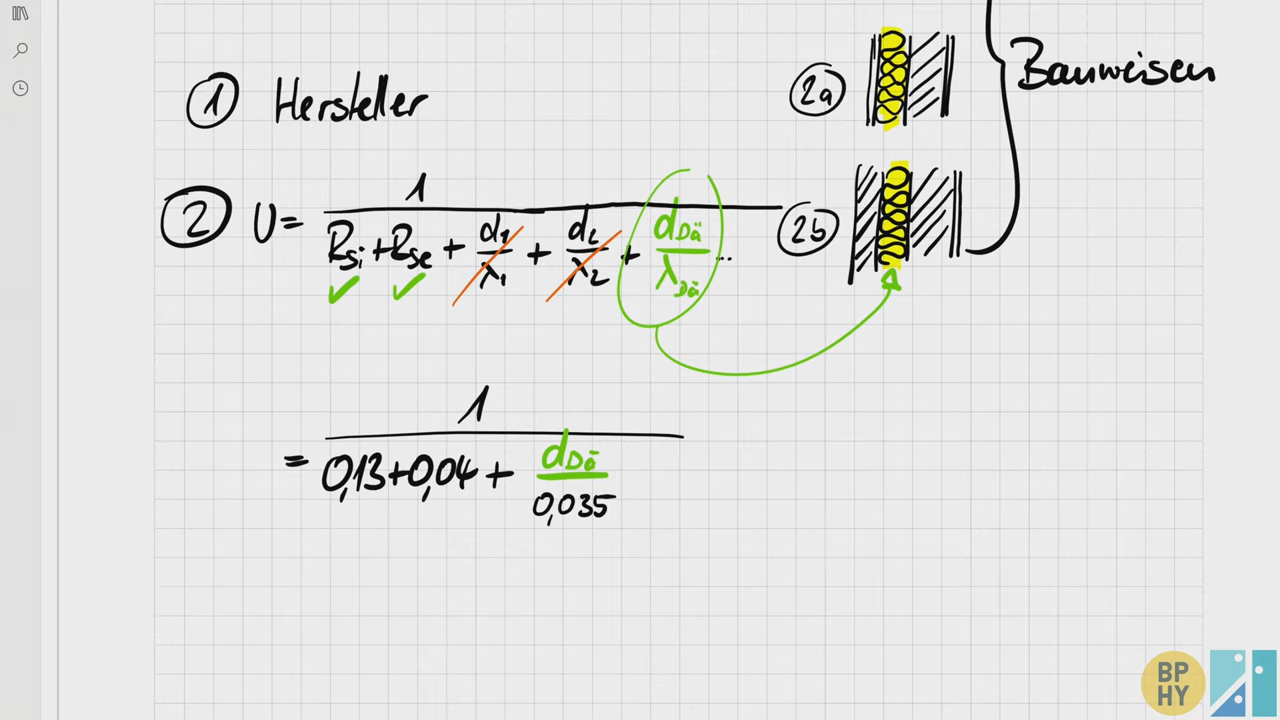 ① Hersteller
2a
Bauweisen
② U = 1 / (Rsi + Rse + d1/λ1 + d2/λ2 + dDä/λDä ...)
2b
= 1 / (0,13 + 0,04 + dDä/0,035)
BP
HY